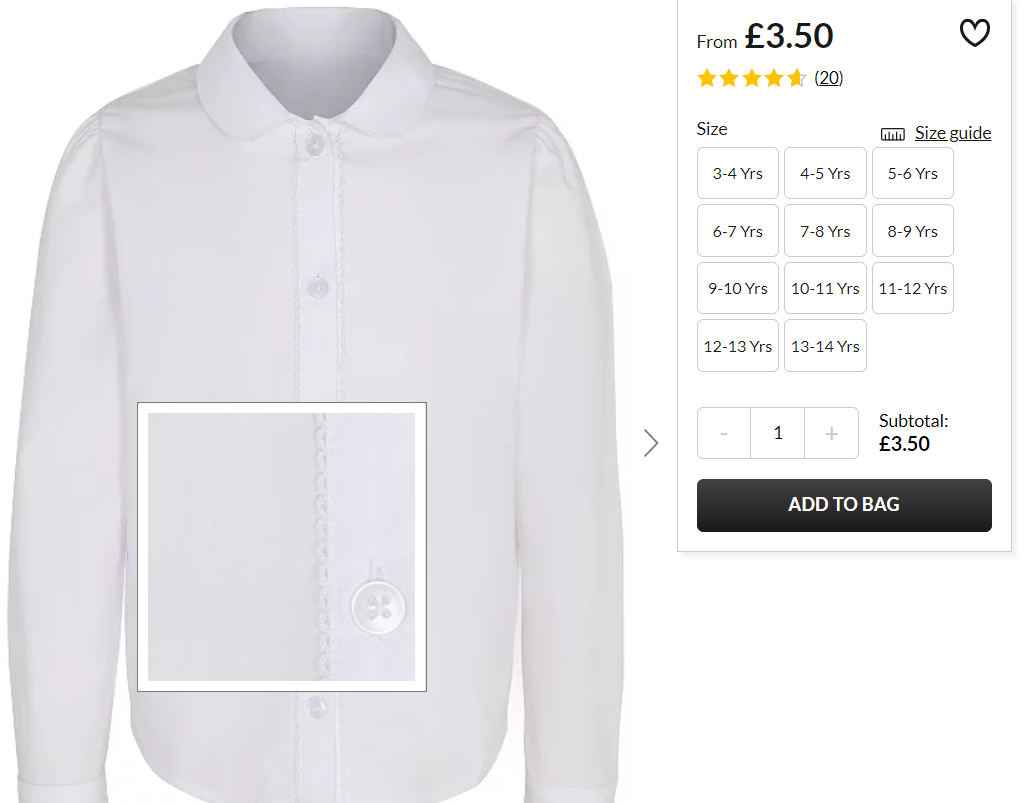 From £3.50
(20)
Size
Size guide
3-4 Yrs 4-5 Yrs 5-6 Yrs
6-7 Yrs 7-8 Yrs 8-9 Yrs
9-10 Yrs 10-11 Yrs 11-12 Yrs
12-13 Yrs 13-14 Yrs
- 1 +
Subtotal:
£3.50
ADD TO BAG